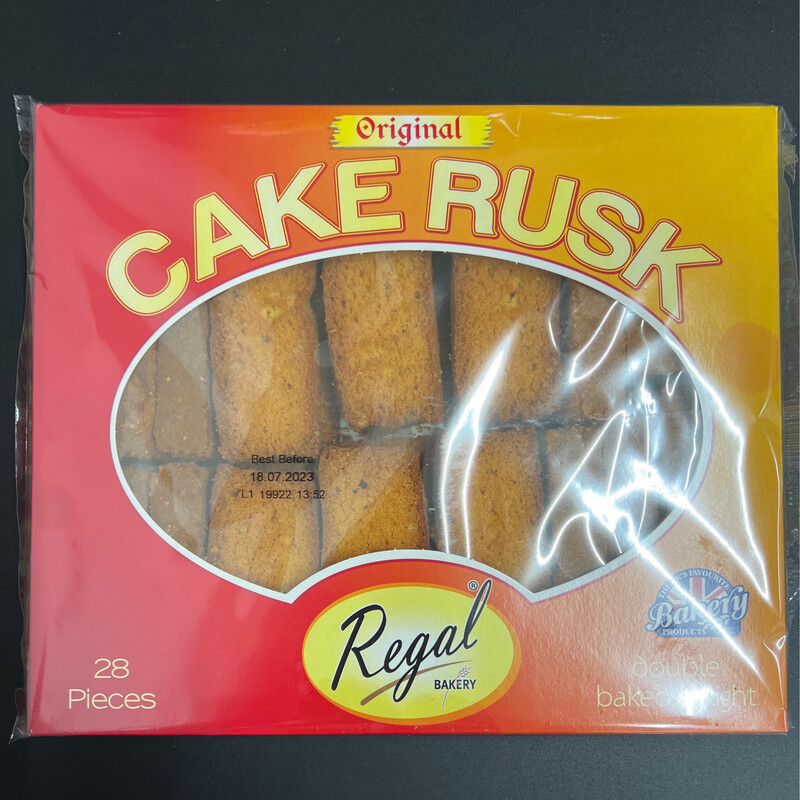 Original
CAKE RUSK
Best Before
18.07.2023
L1 19922 13:52
Regal®
BAKERY
28
Pieces
FAVOURITE
Bakery
PRODUCTS
double
baked